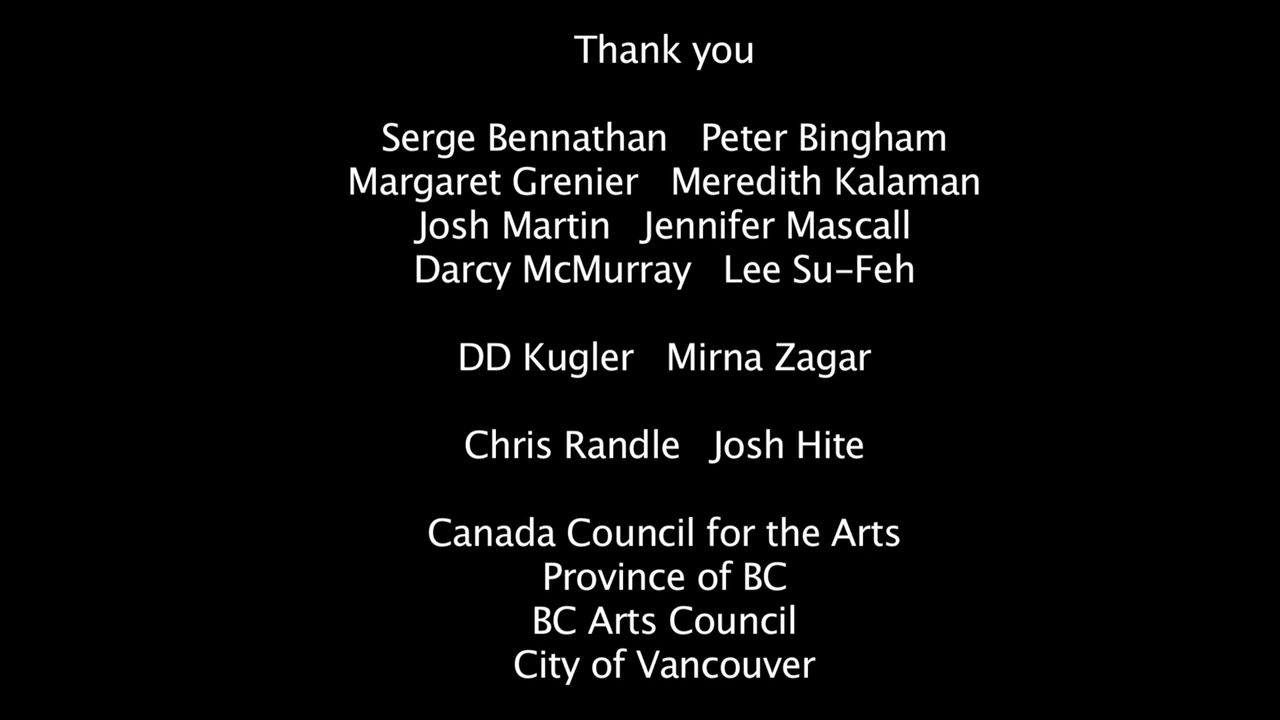 Thank you
Serge Bennathan   Peter Bingham
Margaret Grenier   Meredith Kalaman
Josh Martin   Jennifer Mascall
Darcy McMurray   Lee Su-Feh
DD Kugler   Mirna Zagar
Chris Randle   Josh Hite
Canada Council for the Arts
Province of BC
BC Arts Council
City of Vancouver